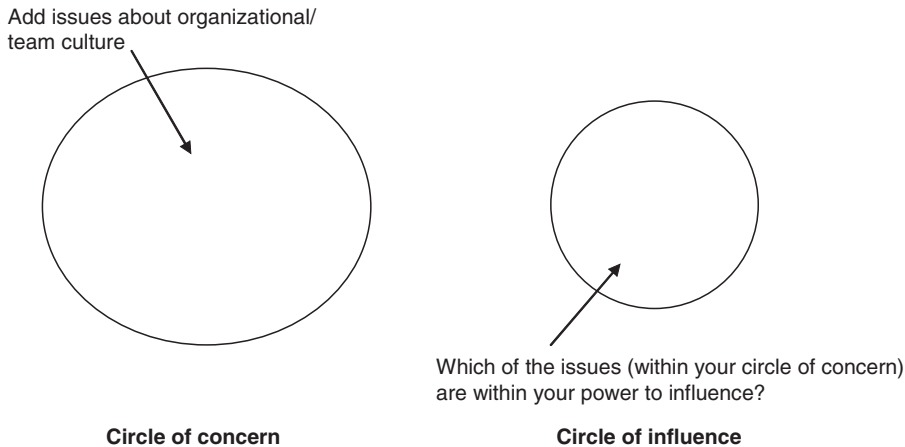 Add issues about organizational/
team culture
Which of the issues (within your circle of concern)
are within your power to influence?
Circle of concern
Circle of influence